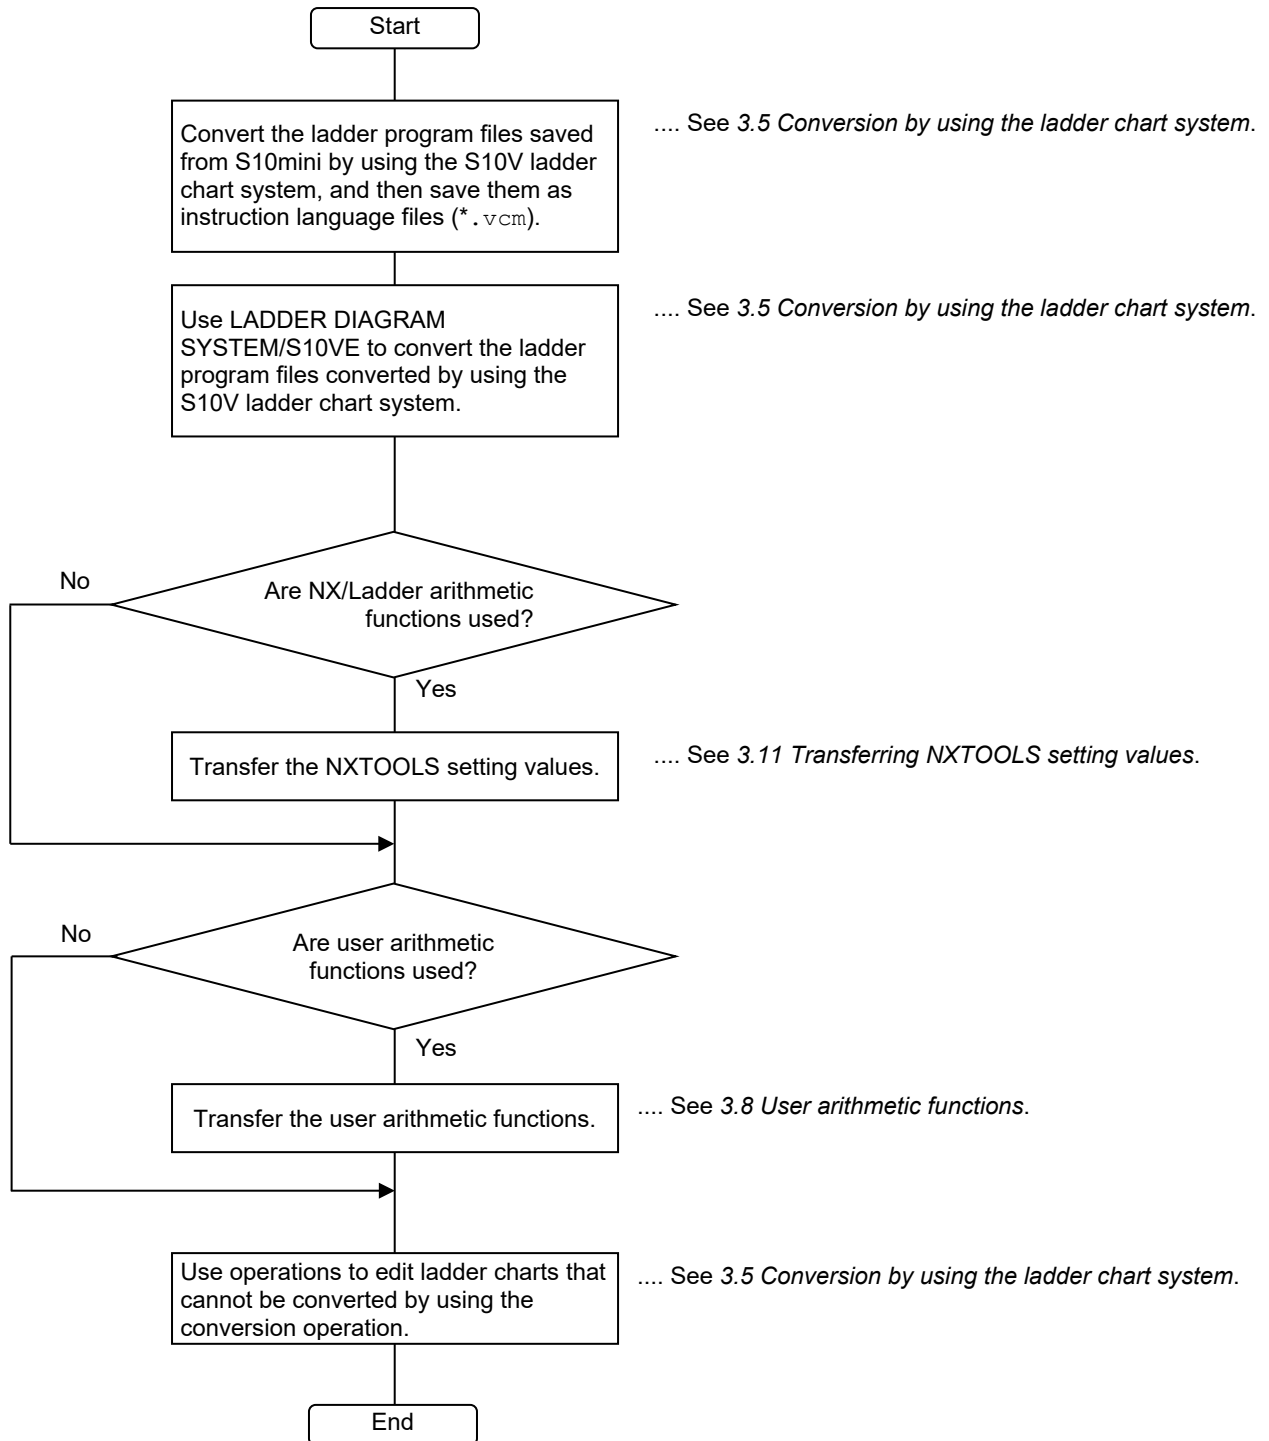 Start
Convert the ladder program files saved
from S10mini by using the S10V ladder
chart system, and then save them as
instruction language files (*.vcm).
.... See 3.5 Conversion by using the ladder chart system.
Use LADDER DIAGRAM
SYSTEM/S10VE to convert the ladder
program files converted by using the
S10V ladder chart system.
.... See 3.5 Conversion by using the ladder chart system.
No
Are NX/Ladder arithmetic
functions used?
Yes
Transfer the NXTOOLS setting values.
.... See 3.11 Transferring NXTOOLS setting values.
No
Are user arithmetic
functions used?
Yes
Transfer the user arithmetic functions.
.... See 3.8 User arithmetic functions.
Use operations to edit ladder charts that
cannot be converted by using the
conversion operation.
.... See 3.5 Conversion by using the ladder chart system.
End